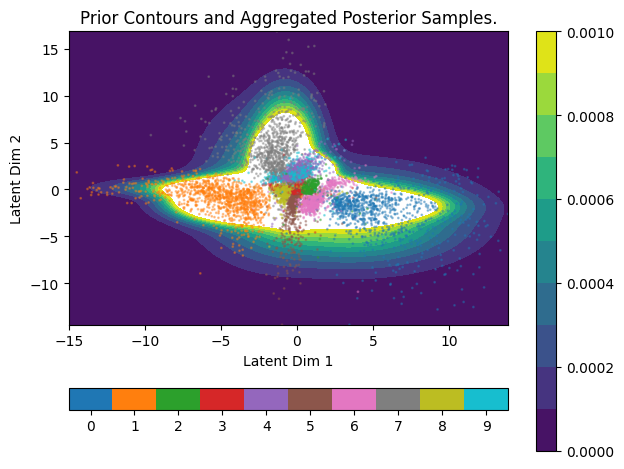 Prior Contours and Aggregated Posterior Samples.
15
10
5
0
−5
−10
Latent Dim 2
−15 −10 −5 0 5 10
Latent Dim 1
0 1 2 3 4 5 6 7 8 9
0.0010
0.0008
0.0006
0.0004
0.0002
0.0000